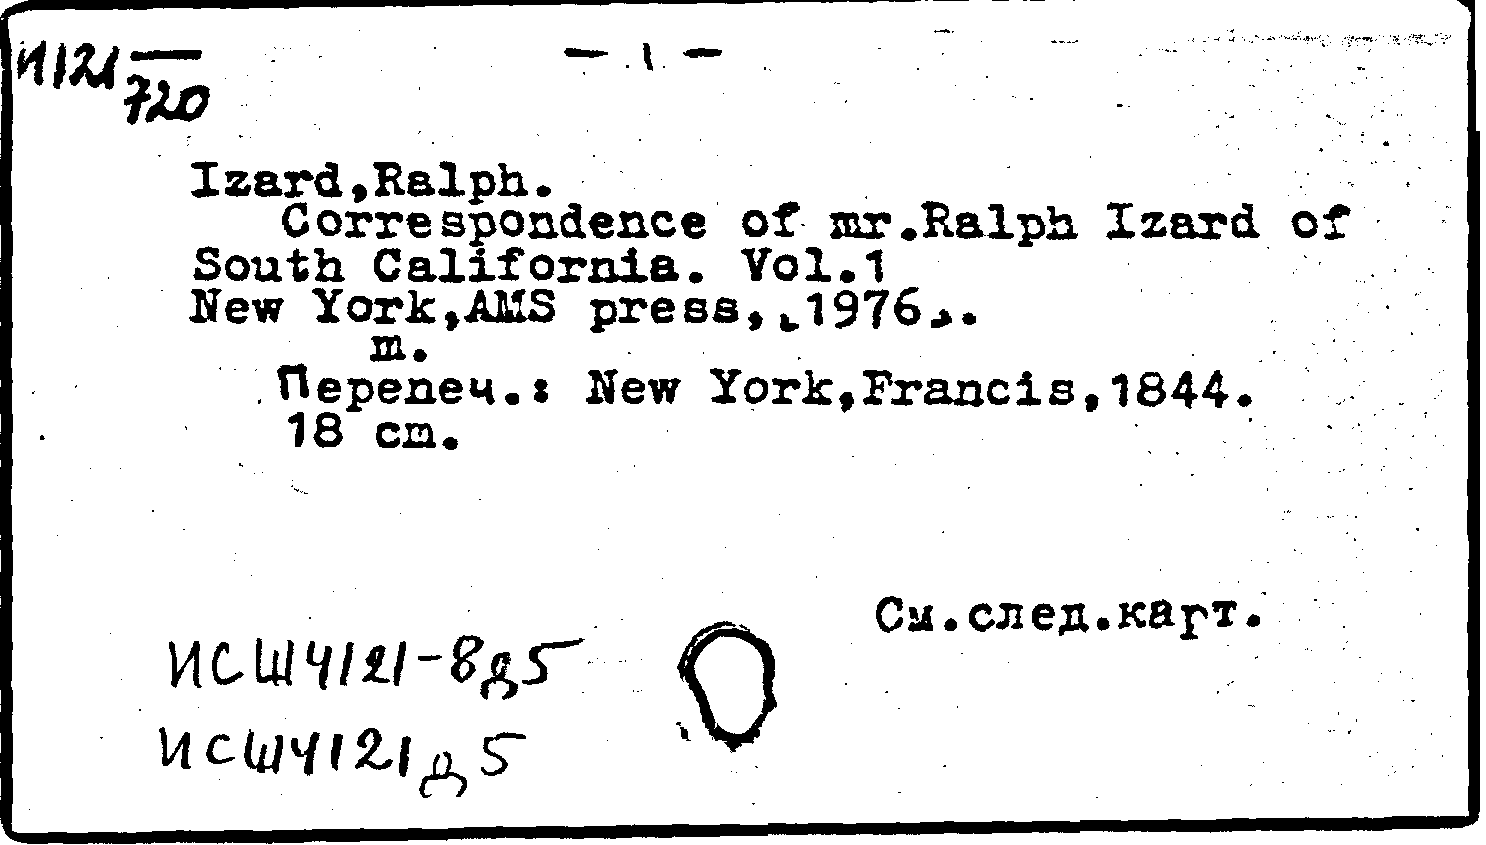 И121—
720
— 1 —
Izard,Ralph.
Correspondence of mr.Ralph Izard of
South California. Vol.1
New York,AMS press,[1976].
m.
Перепеч.: New York,Francis,1844.
18 cm.
См.след.карт.
ИСШ4121-8д5
ИСШ4121д5